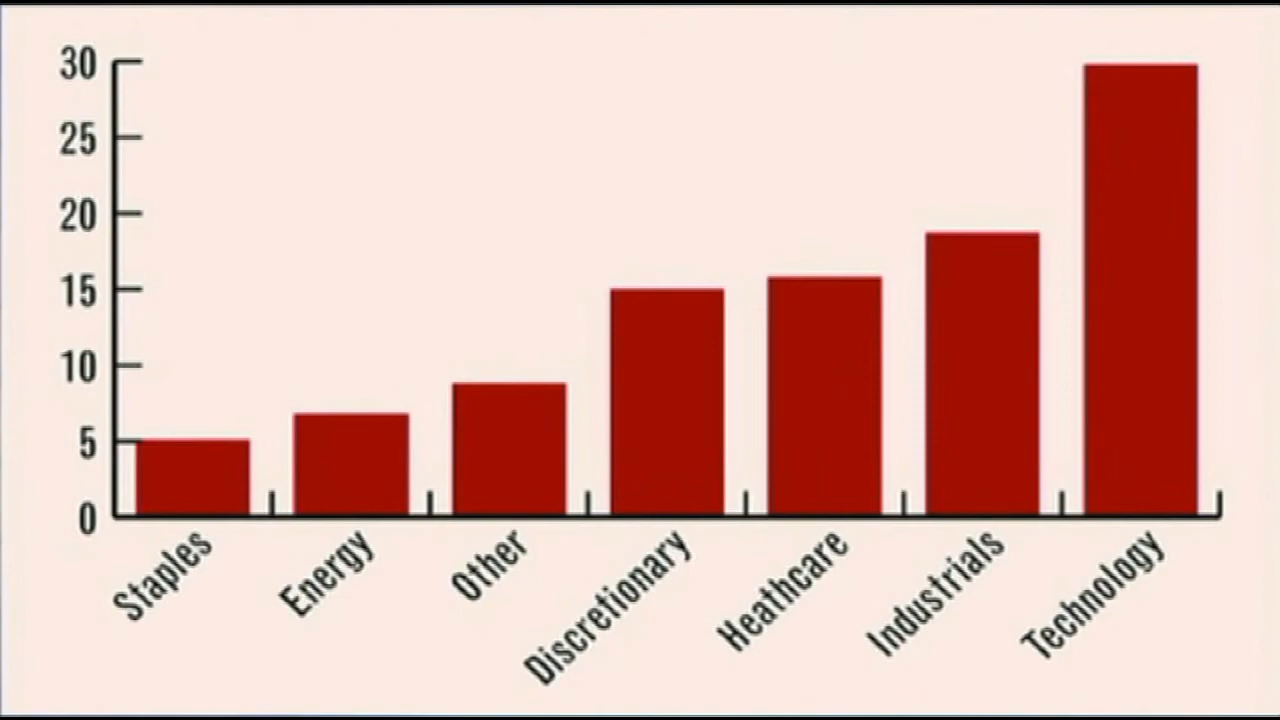 30
25
20
15
10
5
0
Staples
Energy
Other
Discretionary
Heathcare
Industrials
Technology